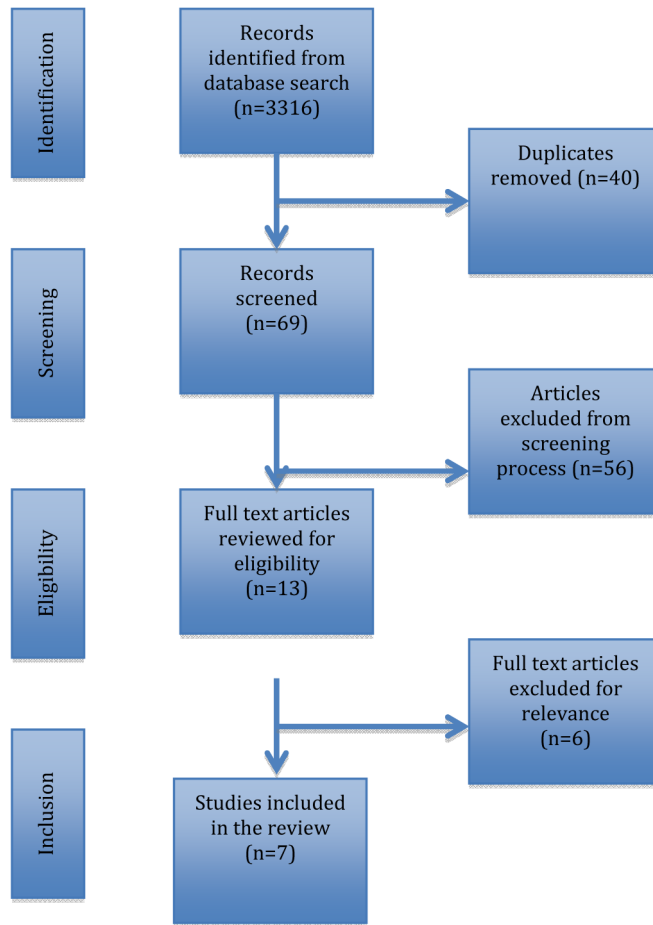 Identification
Records
identified from
database search
(n=3316)
Duplicates
removed (n=40)
Screening
Records
screened
(n=69)
Articles
excluded from
screening
process (n=56)
Eligibility
Full text articles
reviewed for
eligibility
(n=13)
Full text articles
excluded for
relevance
(n=6)
Inclusion
Studies included
in the review
(n=7)